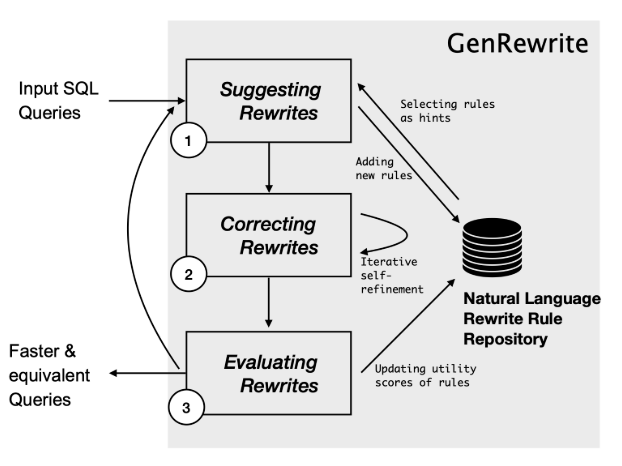 GenRewrite
Input SQL
Queries
Suggesting
Rewrites
1
Selecting rules
as hints
Adding
new rules
Correcting
Rewrites
2
Iterative
self-
refinement
Natural Language
Rewrite Rule
Repository
Evaluating
Rewrites
3
Updating utility
scores of rules
Faster &
equivalent
Queries